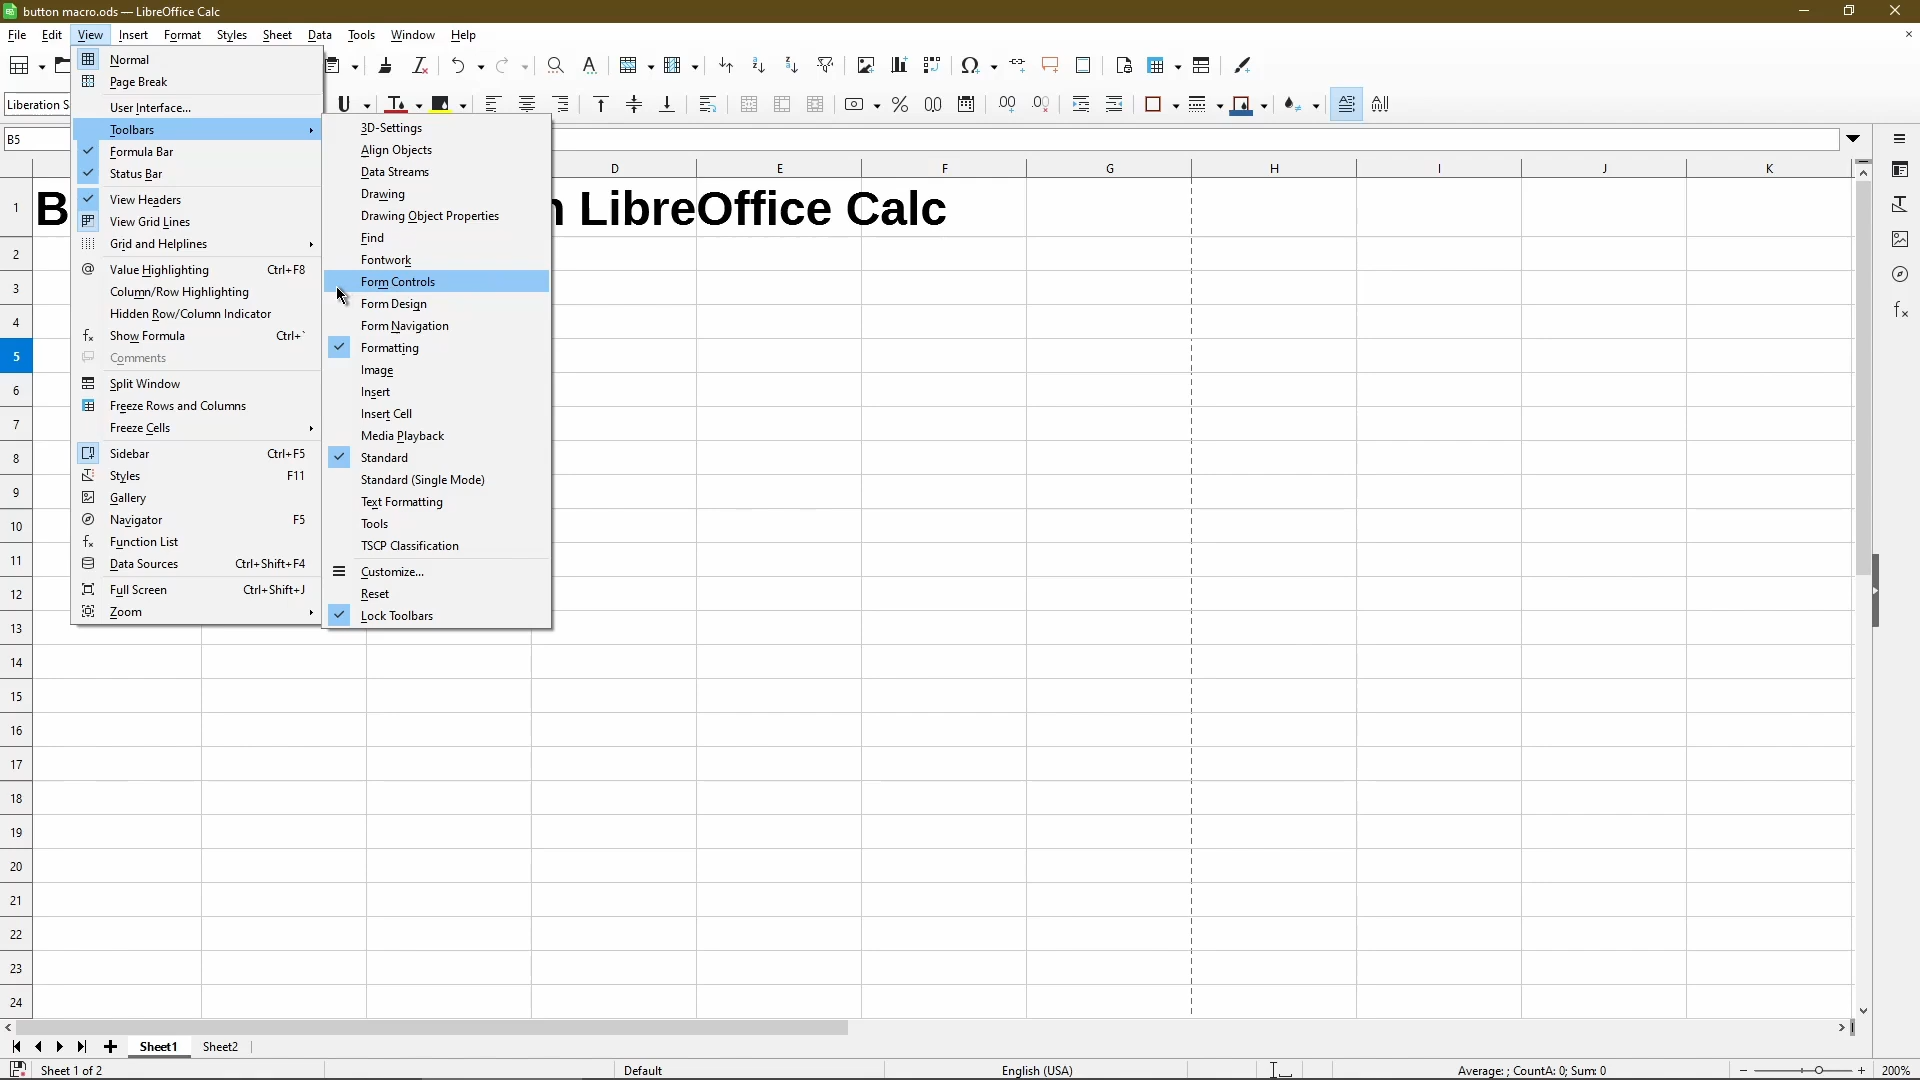 button macro.ods — LibreOffice Calc
File Edit View Insert Format Styles Sheet Data Tools Window Help
Liberation S
B5
Normal
Page Break
User Interface...
Toolbars
Formula Bar
Status Bar
View Headers
View Grid Lines
Grid and Helplines
Value Highlighting Ctrl+F8
Column/Row Highlighting
Hidden Row/Column Indicator
Show Formula Ctrl+`
Comments
Split Window
Freeze Rows and Columns
Freeze Cells
Sidebar Ctrl+F5
Styles F11
Gallery
Navigator F5
Function List
Data Sources Ctrl+Shift+F4
Full Screen Ctrl+Shift+J
Zoom
3D-Settings
Align Objects
Data Streams
Drawing
Drawing Object Properties
Find
Fontwork
Form Controls
Form Design
Form Navigation
Formatting
Image
Insert
Insert Cell
Media Playback
Standard
Standard (Single Mode)
Text Formatting
Tools
TSCP Classification
Customize...
Reset
Lock Toolbars
D E F G H I J K
B n LibreOffice Calc
1
2
3
4
5
6
7
8
9
10
11
12
13
14
15
16
17
18
19
20
21
22
23
24
Sheet1 Sheet2
Sheet 1 of 2 Default English (USA) Average: ; CountA: 0; Sum: 0 200%